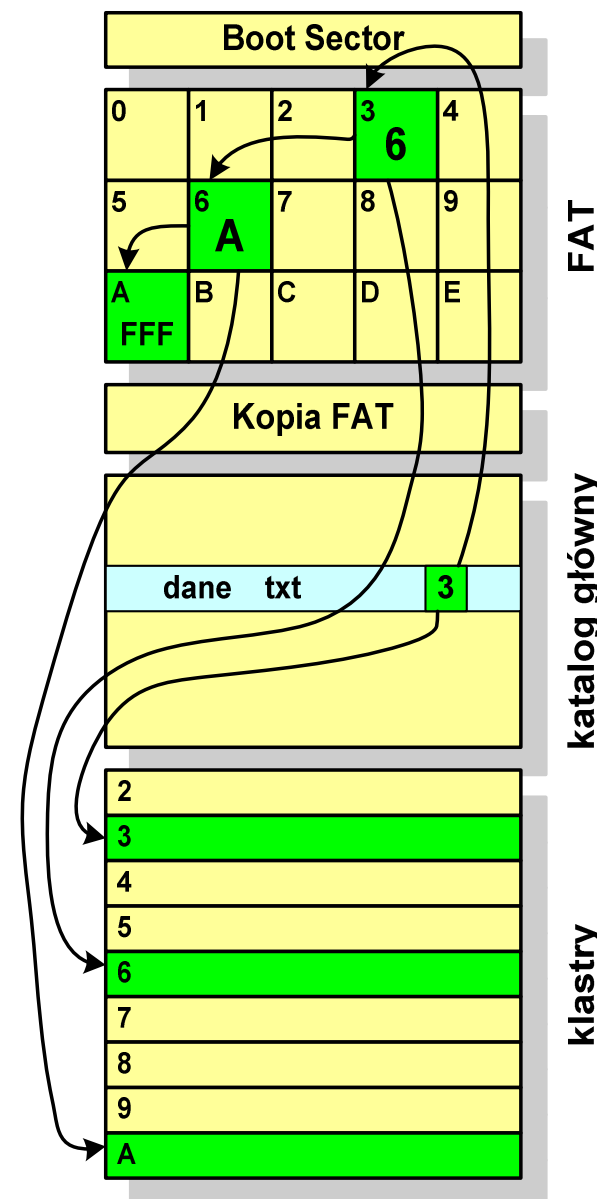 Boot Sector
0 1 2 3 4
6
5 6 7 8 9
A
A B C D E
FFF
FAT
Kopia FAT
dane txt 3
katalog główny
2
3
4
5
6
7
8
9
A
klastry